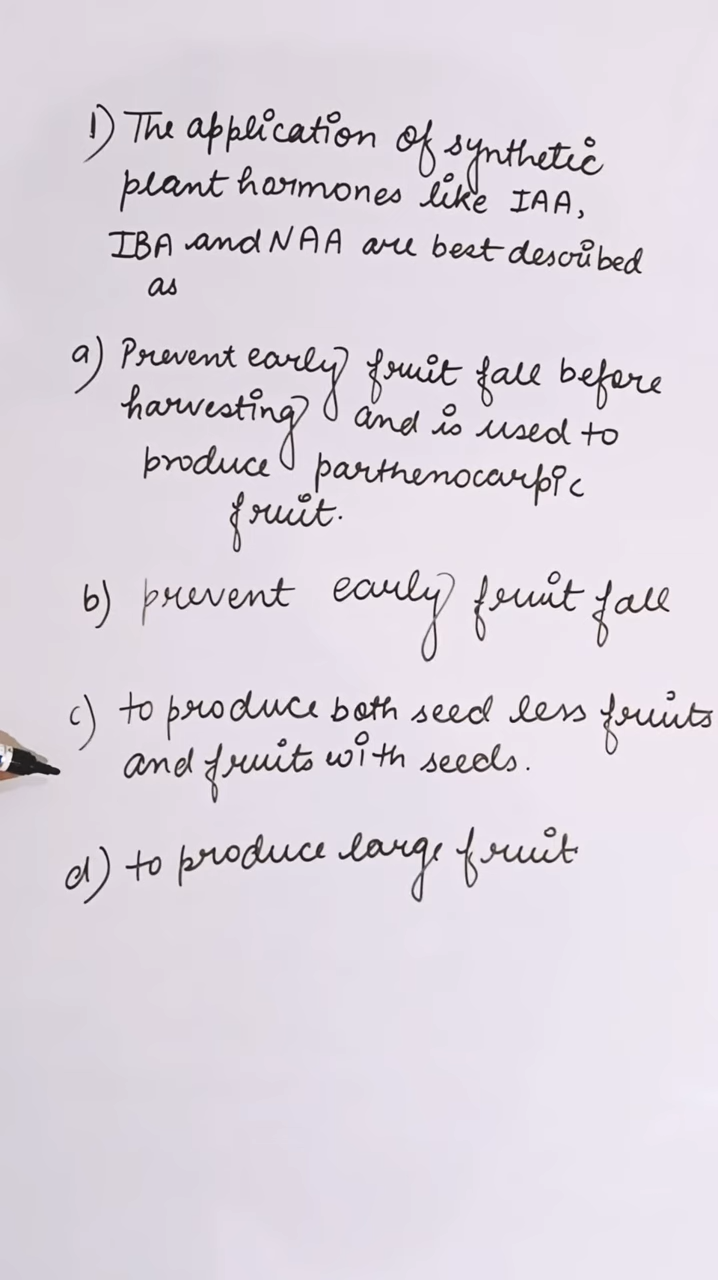 1) The application of synthetic
plant hormones like IAA,
IBA and NAA are best described
as
a) Prevent early fruit fall before
harvesting and is used to
produce parthenocarpic
fruit.
b) prevent early fruit fall
c) to produce both seed less fruits
and fruits with seeds.
d) to produce large fruit